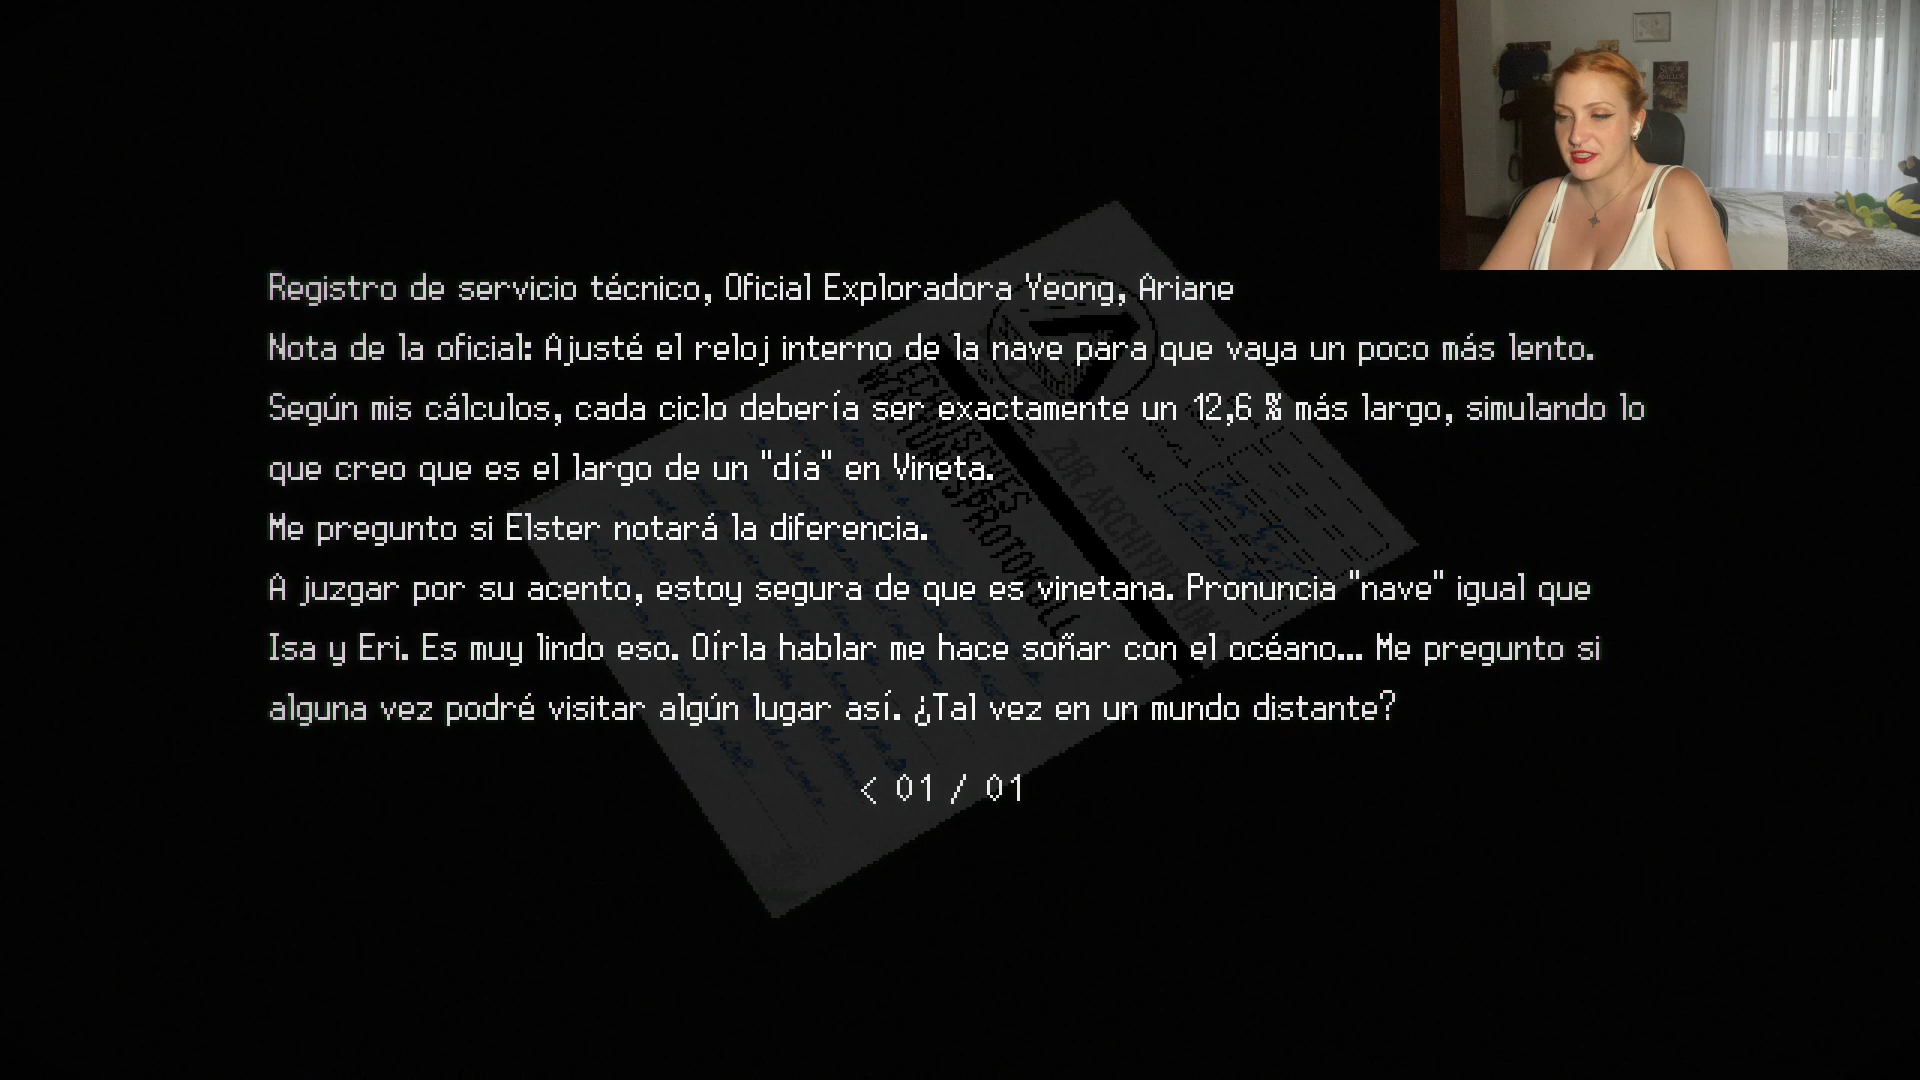 Registro de servicio técnico, Oficial Exploradora Yeong, Ariane
Nota de la oficial: Ajusté el reloj interno de la nave para que vaya un poco más lento.
Según mis cálculos, cada ciclo debería ser exactamente un 12,6 % más largo, simulando lo
que creo que es el largo de un "día" en Vineta.
Me pregunto si Elster notará la diferencia.
A juzgar por su acento, estoy segura de que es vinetana. Pronuncia "nave" igual que
Isa y Eri. Es muy lindo eso. Oírla hablar me hace soñar con el océano... Me pregunto si
alguna vez podré visitar algún lugar así. ¿Tal vez en un mundo distante?
< 01 / 01